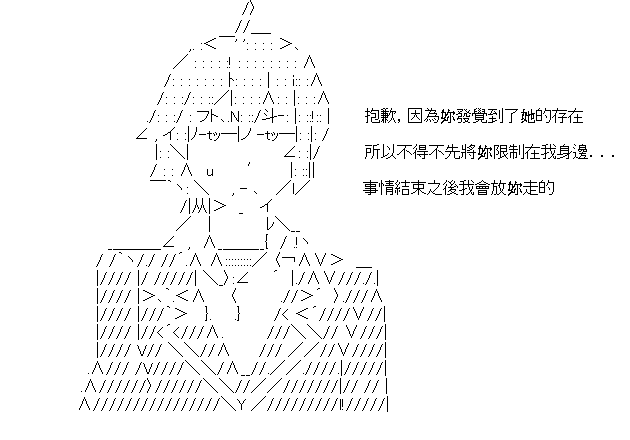 抱歉，因為妳發覺到了她的存在
所以不得不先將妳限制在我身邊...
事情結束之後我會放妳走的